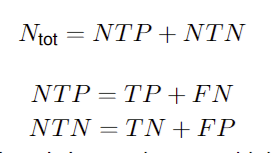 N_tot = NTP + NTN
NTP = TP + FN
NTN = TN + FP